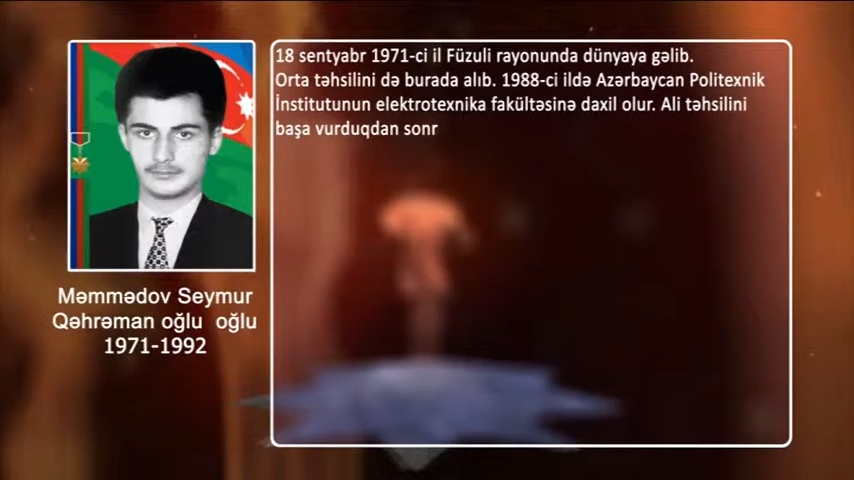 18 sentyabr 1971-ci il Füzuli rayonunda dünyaya gəlib.
Orta təhsilini də burada alıb. 1988-ci ildə Azərbaycan Politexnik
İnstitutunun elektrotexnika fakültəsinə daxil olur. Ali təhsilini
başa vurduqdan sonr
Məmmədov Seymur
Qəhrəman oğlu oğlu
1971-1992